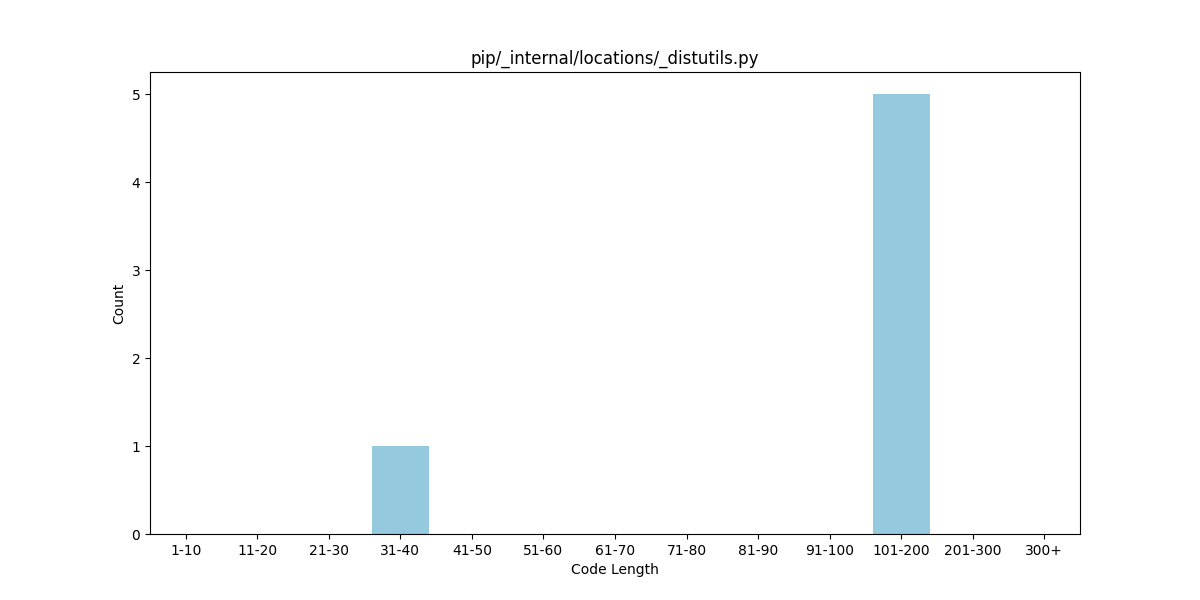 pip/_internal/locations/_distutils.py
5
4
3
2
1
0
Count
1-10 11-20 21-30 31-40 41-50 51-60 61-70 71-80 81-90 91-100 101-200 201-300 300+
Code Length